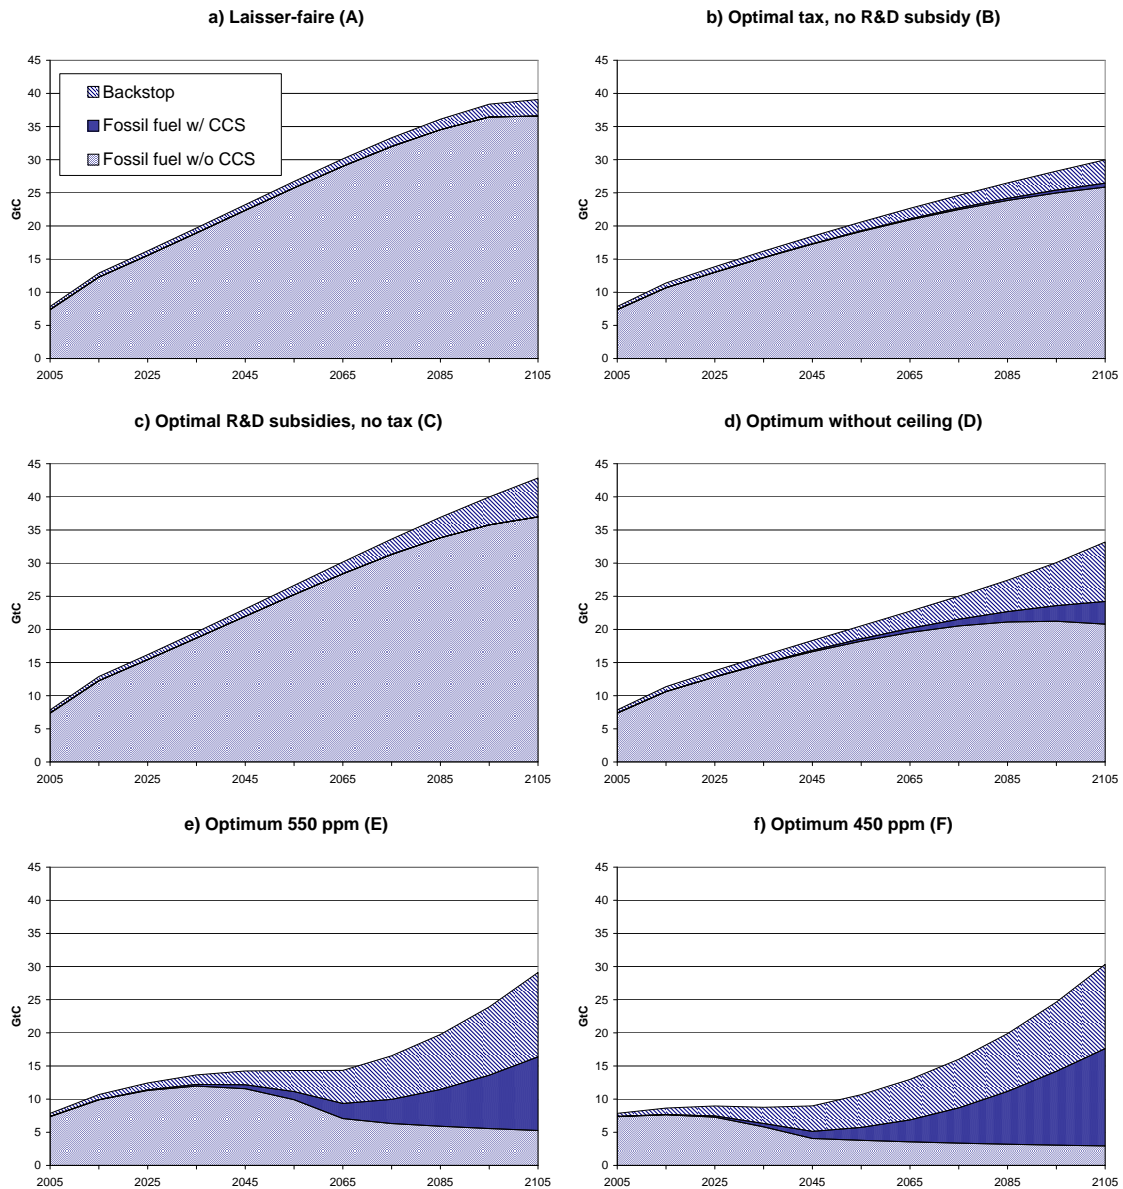 a) Laisser-faire (A)
45
40
35
30
25
20
15
10
5
0
GtC
Backstop
Fossil fuel w/ CCS
Fossil fuel w/o CCS
2005 2025 2045 2065 2085 2105
b) Optimal tax, no R&D subsidy (B)
45
40
35
30
25
20
15
10
5
0
GtC
2005 2025 2045 2065 2085 2105
c) Optimal R&D subsidies, no tax (C)
45
40
35
30
25
20
15
10
5
0
GtC
2005 2025 2045 2065 2085 2105
d) Optimum without ceiling (D)
45
40
35
30
25
20
15
10
5
0
GtC
2005 2025 2045 2065 2085 2105
e) Optimum 550 ppm (E)
45
40
35
30
25
20
15
10
5
0
GtC
2005 2025 2045 2065 2085 2105
f) Optimum 450 ppm (F)
45
40
35
30
25
20
15
10
5
0
GtC
2005 2025 2045 2065 2085 2105